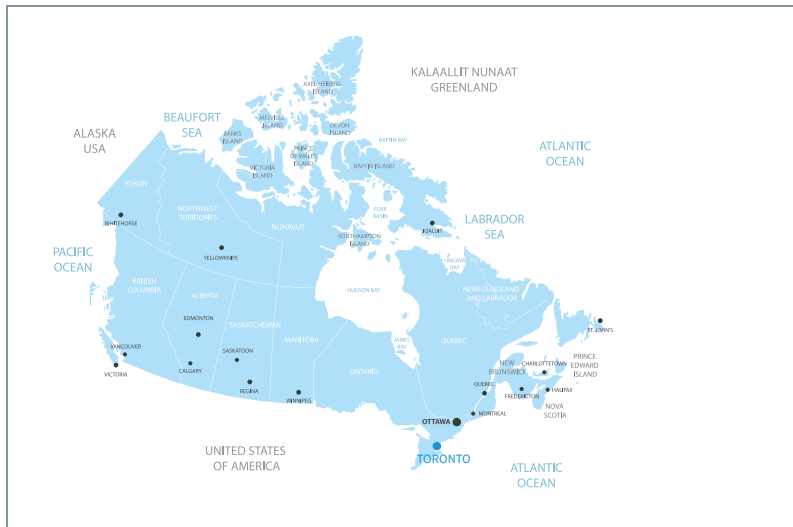 KALAALLIT NUNAAT
GREENLAND
AXEL HEIBERG
ISLAND
BEAUFORT
SEA
MELVILLE
ISLAND
DEVON
ISLAND
ALASKA
USA
BANKS
ISLAND
BAFFIN BAY
ATLANTIC
OCEAN
PRINCE
OF WALES
ISLAND
VICTORIA
ISLAND
BAFFIN ISLAND
YUKON
NORTHWEST
TERRITORIES
FOXE
BASIN
WHITEHORSE
NUNAVUT
LABRADOR
SEA
IQALUIT
SOUTHAMPTON
ISLAND
PACIFIC
OCEAN
YELLOWKNIFE
UNGAVA
BAY
BRITISH
COLUMBIA
HUDSON BAY
NEWFOUNDLAND
AND LABRADOR
ALBERTA
EDMONTON
SASKATCHEWAN
ST.JOHN'S
MANITOBA
JAMES
BAY
QUEBEC
VANCOUVER
SASKATOON
VICTORIA
CALGARY
ONTARIO
NEW
BRUNSWICK
CHARLOTTETOWN
PRINCE
EDWARD
ISLAND
REGINA
WINNIPEG
QUEBEC
FREDERICTON
HALIFAX
NOVA
SCOTIA
MONTREAL
OTTAWA
UNITED STATES
OF AMERICA
TORONTO
ATLANTIC
OCEAN